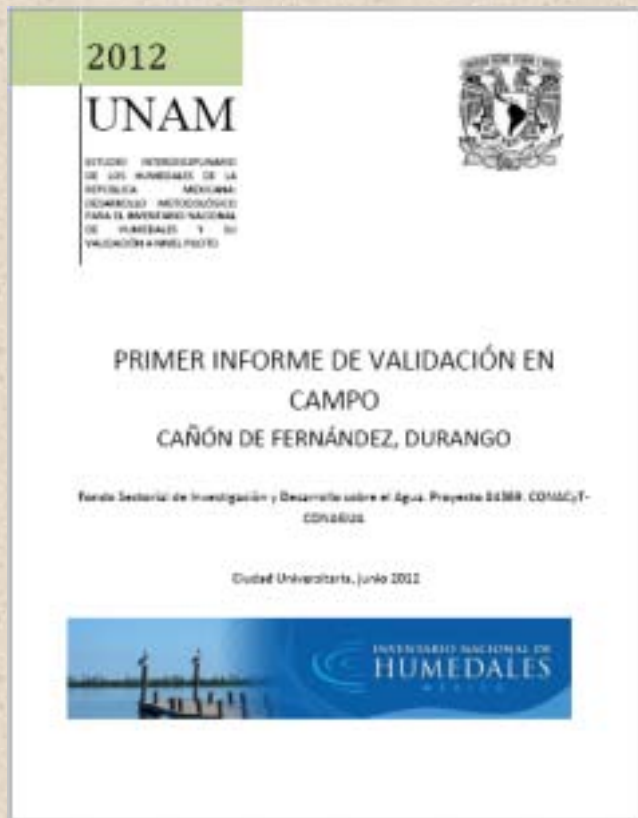 2012
UNAM
ESTUDIO INTERDISCIPLINARIO
DE LOS HUMEDALES DE LA
REPÚBLICA MEXICANA:
DESARROLLO METODOLÓGICO
PARA EL INVENTARIO NACIONAL
DE HUMEDALES Y SU
VALIDACIÓN A NIVEL PILOTO
PRIMER INFORME DE VALIDACIÓN EN
CAMPO
CAÑÓN DE FERNÁNDEZ, DURANGO
Fondo Sectorial de Investigación y Desarrollo sobre el Agua. Proyecto CONACyT-
CONAGUA
Ciudad Universitaria, junio 2012
INVENTARIO NACIONAL DE
HUMEDALES
MÉXICO